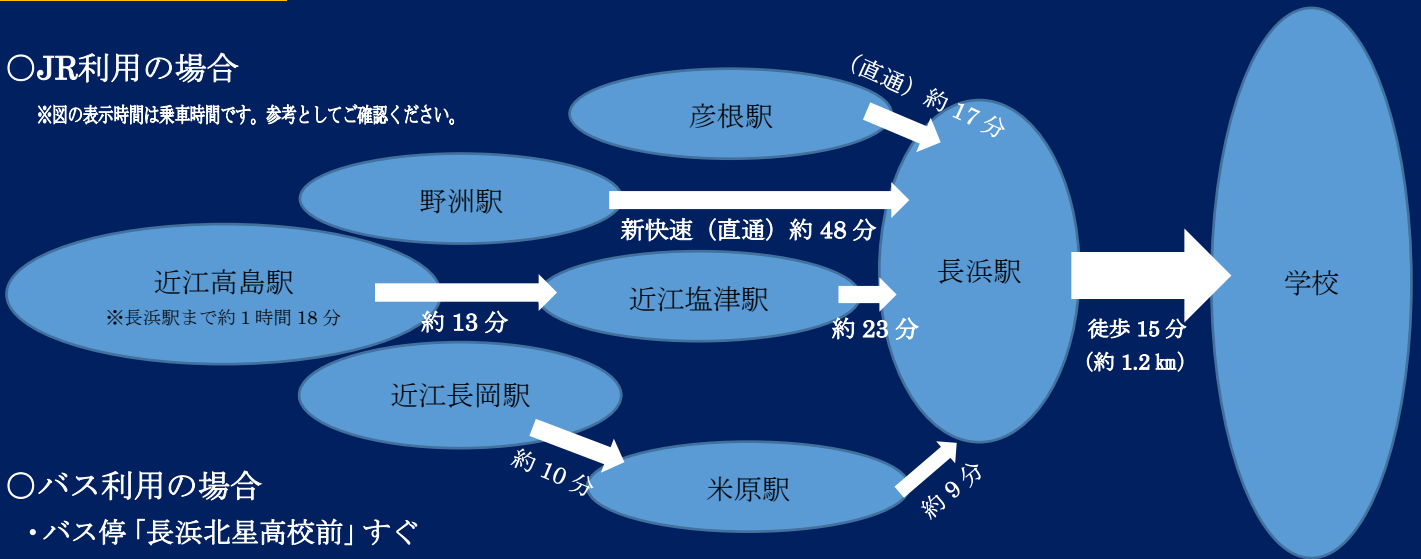 〇JR利用の場合
※図の表示時間は乗車時間です。参考としてご確認ください。
彦根駅
(直通) 約 17 分
野洲駅
新快速 (直通) 約 48 分
近江高島駅
※長浜駅まで約 1 時間 18 分
約 13 分
近江塩津駅
約 23 分
長浜駅
徒歩 15 分
(約 1.2 ㎞)
学校
近江長岡駅
約 10 分
米原駅
約 9 分
〇バス利用の場合
・バス停「長浜北星高校前」すぐ